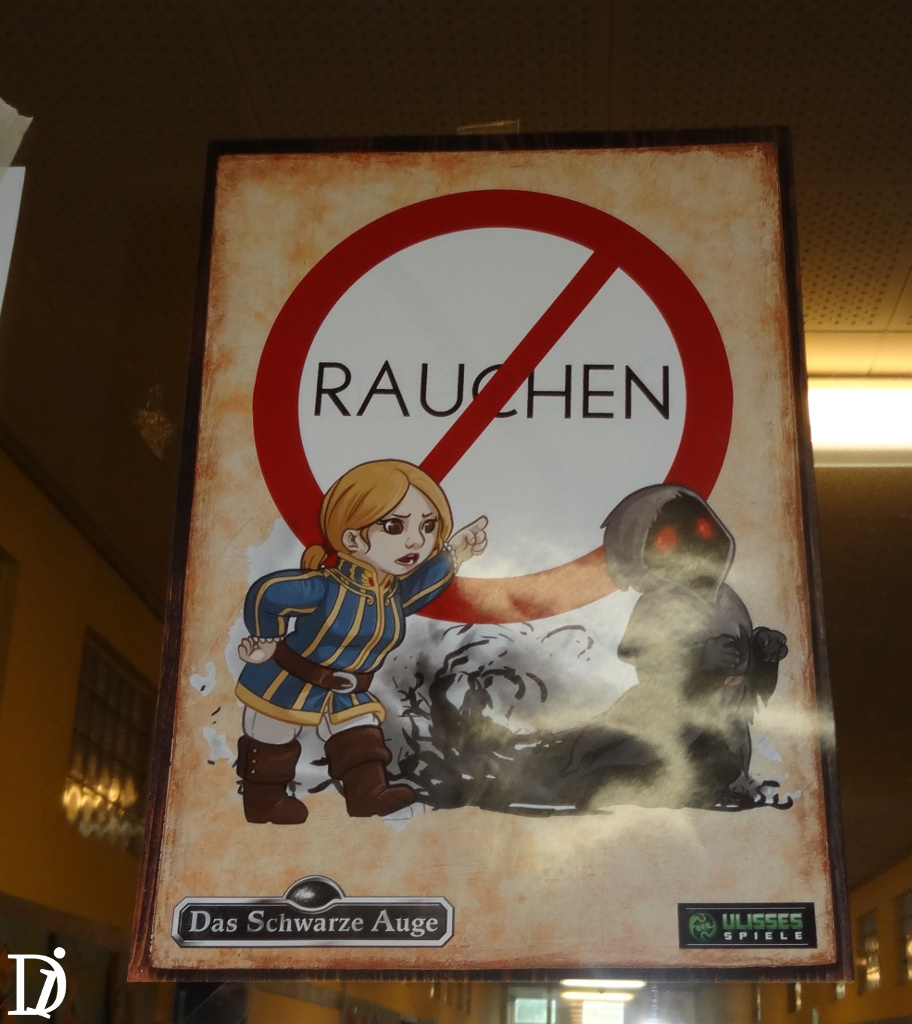 RAUCHEN
Das Schwarze Auge
ULISSES
SPIELE